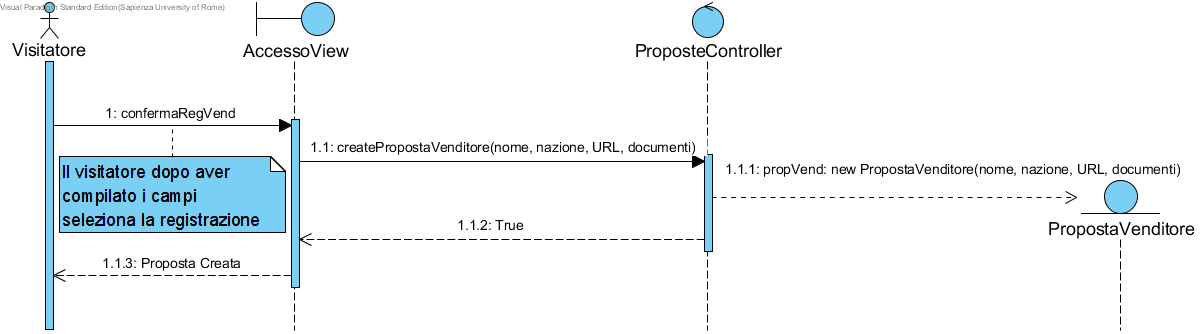 Visual Paradigm Standard Edition(Sapienza University of Rome)
Visitatore
AccessoView
ProposteController
1: confermaRegVend
1.1: createPropostaVenditore(nome, nazione, URL, documenti)
1.1.1: propVend: new PropostaVenditore(nome, nazione, URL, documenti)
Il visitatore dopo aver
compilato i campi
seleziona la registrazione
PropostaVenditore
1.1.2: True
1.1.3: Proposta Creata